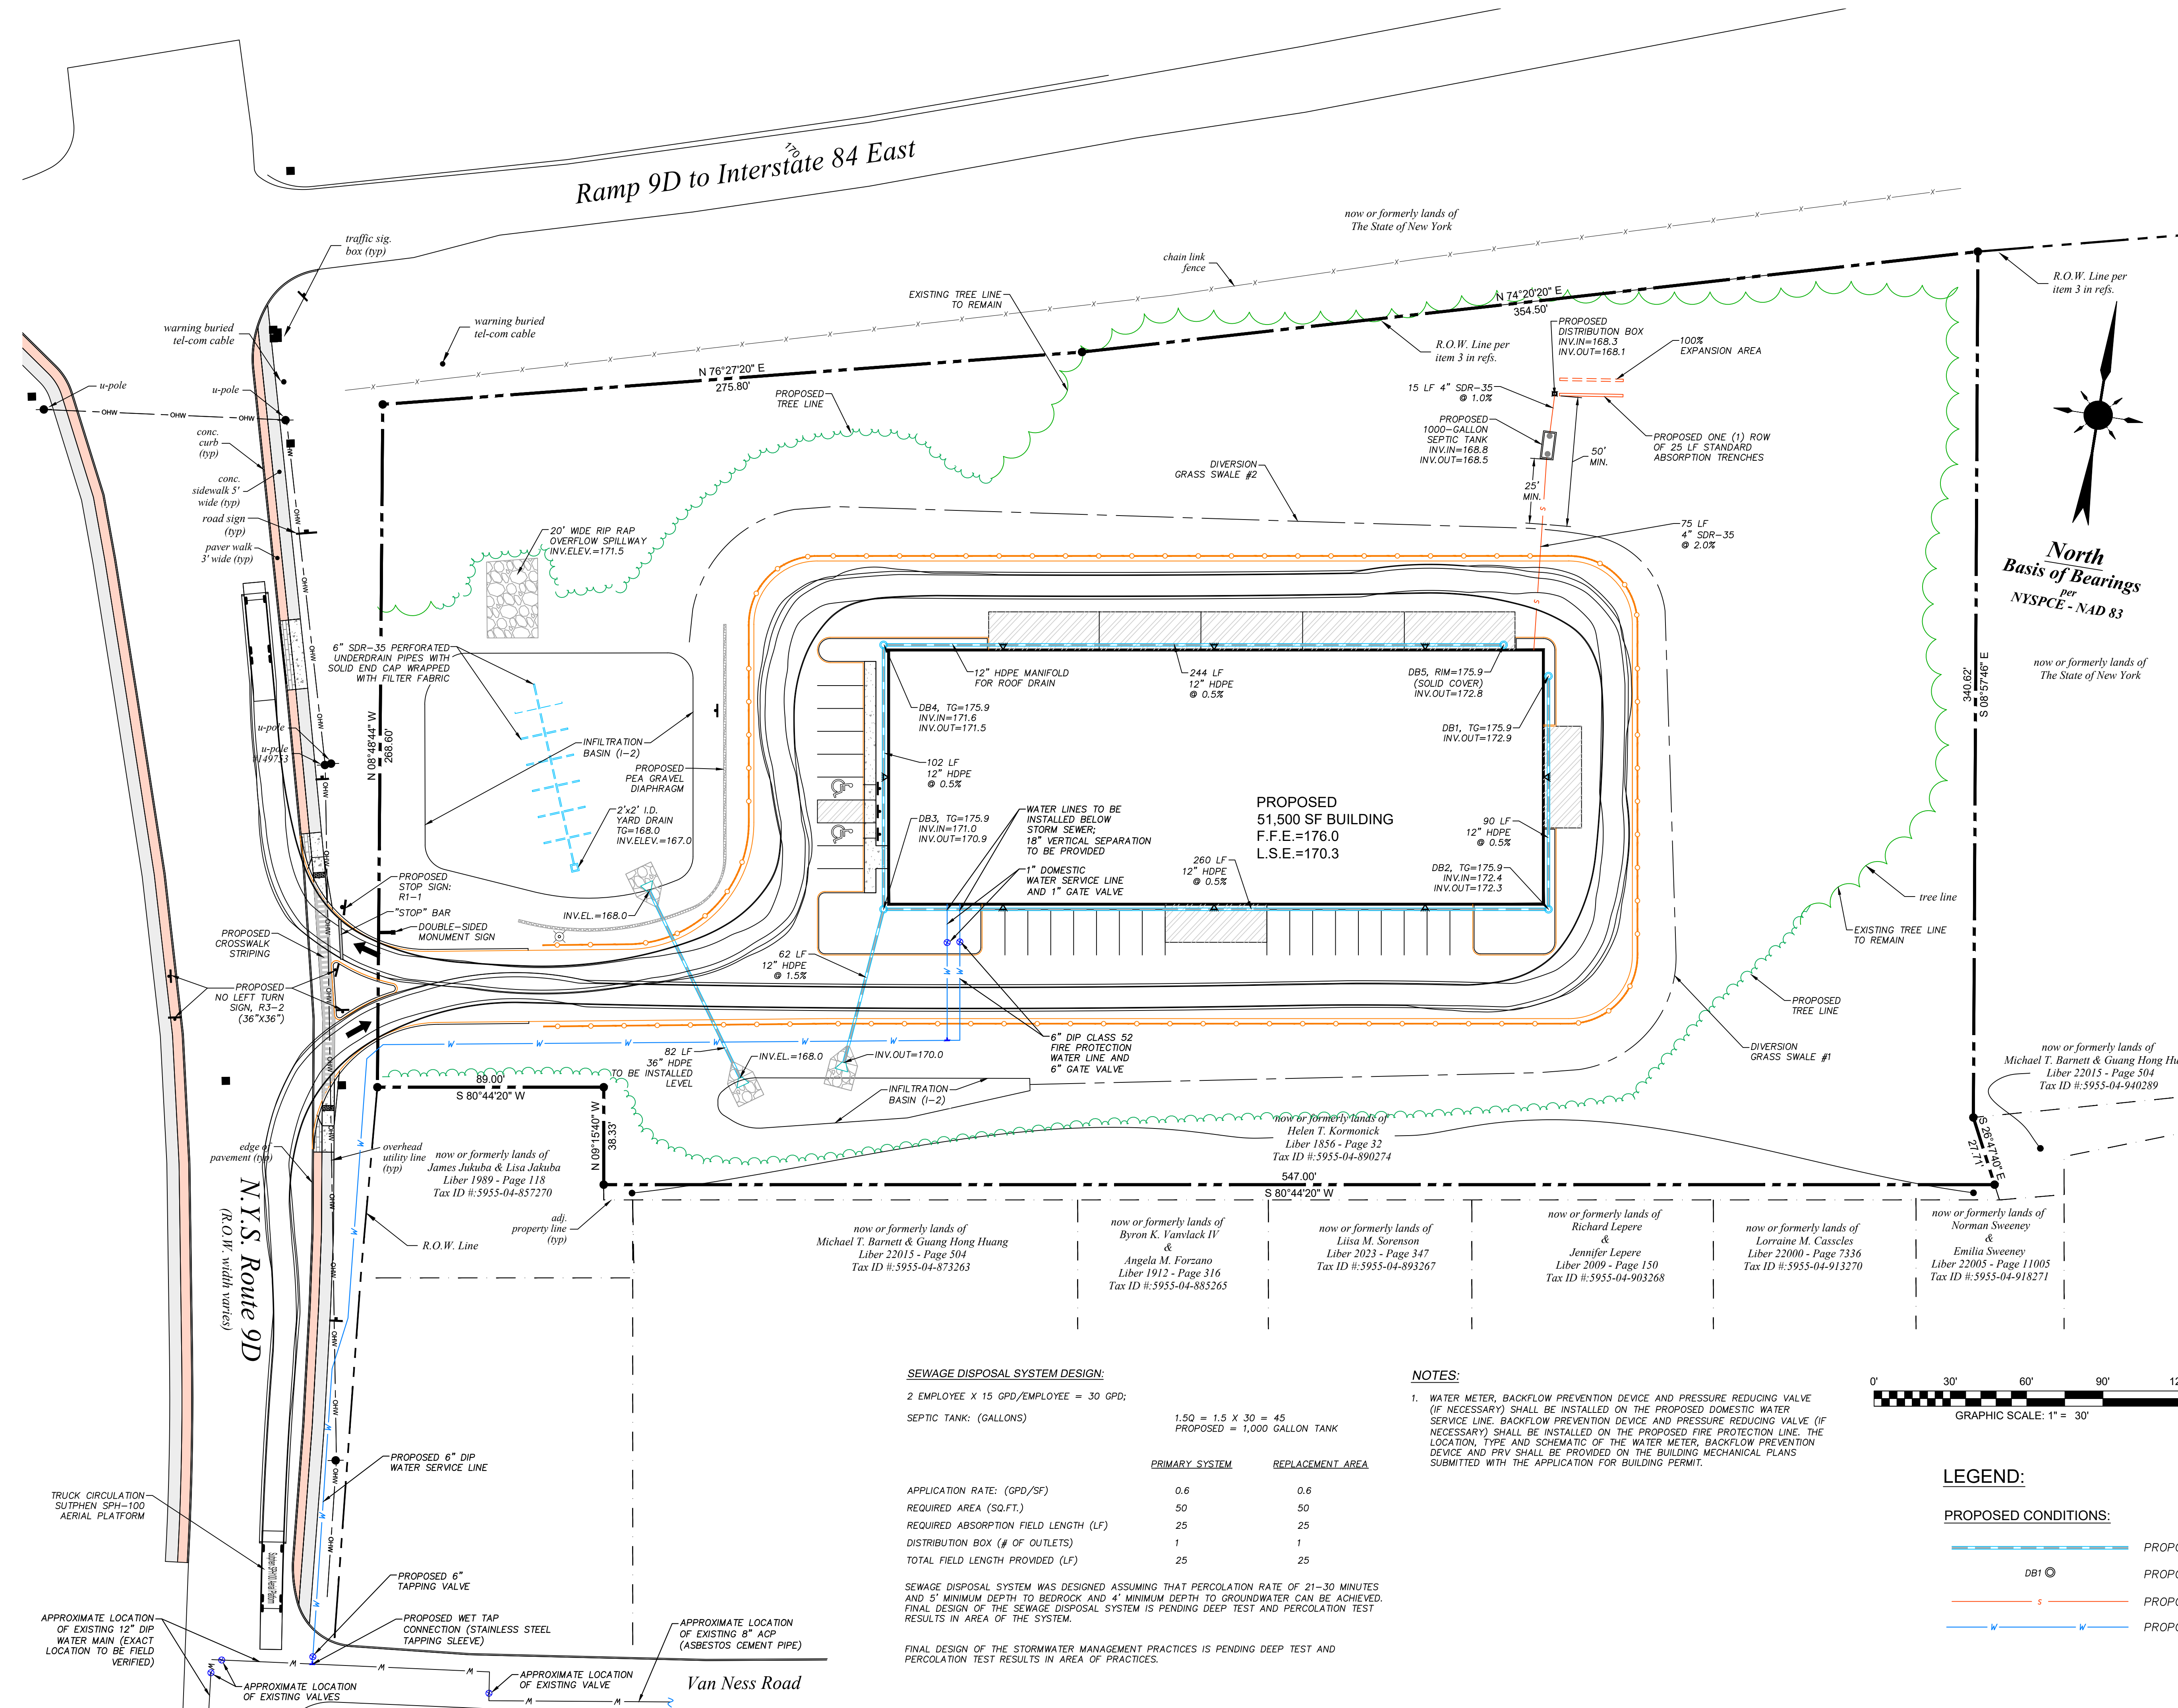 170
Ramp 9D to Interstate 84 East
now or formerly lands of
The State of New York
traffic sig.
box (typ)
chain link
fence
warning buried
tel-com cable
warning buried
tel-com cable
EXISTING TREE LINE
TO REMAIN
N 74°20'20" E
354.50'
R.O.W. Line per
item 3 in refs.
R.O.W. Line per
item 3 in refs.
PROPOSED
DISTRIBUTION BOX
INV.IN=168.3
INV.OUT=168.1
100%
EXPANSION AREA
u-pole
u-pole
OHW OHW OHW
N 76°27'20" E
275.80'
PROPOSED
TREE LINE
15 LF 4" SDR-35
@ 1.0%
PROPOSED
1000-GALLON
SEPTIC TANK
INV.IN=168.8
INV.OUT=168.5
PROPOSED ONE (1) ROW
OF 25 LF STANDARD
ABSORPTION TRENCHES
50'
MIN.
25'
MIN.
conc.
curb
(typ)
conc.
sidewalk 5'
wide (typ)
road sign
(typ)
paver walk
3' wide (typ)
DIVERSION
GRASS SWALE #2
20' WIDE RIP RAP
OVERFLOW SPILLWAY
INV.ELEV.=171.5
75 LF
4" SDR-35
@ 2.0%
North
Basis of Bearings
per
NYSPCE - NAD 83
now or formerly lands of
The State of New York
340.62'
S 08°57'46" E
6" SDR-35 PERFORATED
UNDERDRAIN PIPES WITH
SOLID END CAP WRAPPED
WITH FILTER FABRIC
N 08°48'44" W
268.60'
12" HDPE MANIFOLD
FOR ROOF DRAIN
244 LF
12" HDPE
@ 0.5%
DB5, RIM=175.9
(SOLID COVER)
INV.OUT=172.8
DB4, TG=175.9
INV.IN=171.6
INV.OUT=171.5
DB1, TG=175.9
INV.OUT=172.9
u-pole
u-pole
#149753
INFILTRATION
BASIN (I-2)
PROPOSED
PEA GRAVEL
DIAPHRAGM
102 LF
12" HDPE
@ 0.5%
2'x2' I.D.
YARD DRAIN
TG=168.0
INV.ELEV.=167.0
DB3, TG=175.9
INV.IN=171.0
INV.OUT=170.9
WATER LINES TO BE
INSTALLED BELOW
STORM SEWER;
18" VERTICAL SEPARATION
TO BE PROVIDED
PROPOSED
51,500 SF BUILDING
F.F.E.=176.0
L.S.E.=170.3
90 LF
12" HDPE
@ 0.5%
260 LF
12" HDPE
@ 0.5%
DB2, TG=175.9
INV.IN=172.4
INV.OUT=172.3
1" DOMESTIC
WATER SERVICE LINE
AND 1" GATE VALVE
PROPOSED
STOP SIGN:
R1-1
"STOP" BAR
DOUBLE-SIDED
MONUMENT SIGN
INV.EL.=168.0
PROPOSED
CROSSWALK
STRIPING
PROPOSED
NO LEFT TURN
SIGN, R3-2
(36"X36")
62 LF
12" HDPE
@ 1.5%
tree line
EXISTING TREE LINE
TO REMAIN
PROPOSED
TREE LINE
82 LF
36" HDPE
TO BE INSTALLED
LEVEL
INV.EL.=168.0
INV.OUT=170.0
6" DIP CLASS 52
FIRE PROTECTION
WATER LINE AND
6" GATE VALVE
DIVERSION
GRASS SWALE #1
INFILTRATION
BASIN (I-2)
89.00'
S 80°44'20" W
N 09°15'40" W
38.33'
now or formerly lands of
Michael T. Barnett & Guang Hong Hu
Liber 22015 - Page 504
Tax ID #:5955-04-940289
S 26°47'40" E
27.71'
now or formerly lands of
Helen T. Kormonick
Liber 1856 - Page 32
Tax ID #:5955-04-890274
547.00'
S 80°44'20" W
edge of
pavement (typ)
overhead
utility line
(typ)
now or formerly lands of
James Jukuba & Lisa Jakuba
Liber 1989 - Page 118
Tax ID #:5955-04-857270
adj.
property line
(typ)
R.O.W. Line
N.Y.S. Route 9D
(R.O.W. width varies)
now or formerly lands of
Michael T. Barnett & Guang Hong Huang
Liber 22015 - Page 504
Tax ID #:5955-04-873263
now or formerly lands of
Byron K. Vanvlack IV
&
Angela M. Forzano
Liber 1912 - Page 316
Tax ID #:5955-04-885265
now or formerly lands of
Liisa M. Sorenson
Liber 2023 - Page 347
Tax ID #:5955-04-893267
now or formerly lands of
Richard Lepere
&
Jennifer Lepere
Liber 2009 - Page 150
Tax ID #:5955-04-903268
now or formerly lands of
Lorraine M. Casscles
Liber 22000 - Page 7336
Tax ID #:5955-04-913270
now or formerly lands of
Norman Sweeney
&
Emilia Sweeney
Liber 22005 - Page 11005
Tax ID #:5955-04-918271
SEWAGE DISPOSAL SYSTEM DESIGN:
2 EMPLOYEE X 15 GPD/EMPLOYEE = 30 GPD;
SEPTIC TANK: (GALLONS) 1.5Q = 1.5 X 30 = 45
PROPOSED = 1,000 GALLON TANK
PRIMARY SYSTEM REPLACEMENT AREA
APPLICATION RATE: (GPD/SF) 0.6 0.6
REQUIRED AREA (SQ.FT.) 50 50
REQUIRED ABSORPTION FIELD LENGTH (LF) 25 25
DISTRIBUTION BOX (# OF OUTLETS) 1 1
TOTAL FIELD LENGTH PROVIDED (LF) 25 25
SEWAGE DISPOSAL SYSTEM WAS DESIGNED ASSUMING THAT PERCOLATION RATE OF 21-30 MINUTES
AND 5' MINIMUM DEPTH TO BEDROCK AND 4' MINIMUM DEPTH TO GROUNDWATER CAN BE ACHIEVED.
FINAL DESIGN OF THE SEWAGE DISPOSAL SYSTEM IS PENDING DEEP TEST AND PERCOLATION TEST
RESULTS IN AREA OF THE SYSTEM.
FINAL DESIGN OF THE STORMWATER MANAGEMENT PRACTICES IS PENDING DEEP TEST AND
PERCOLATION TEST RESULTS IN AREA OF PRACTICES.
NOTES:
1. WATER METER, BACKFLOW PREVENTION DEVICE AND PRESSURE REDUCING VALVE
(IF NECESSARY) SHALL BE INSTALLED ON THE PROPOSED DOMESTIC WATER
SERVICE LINE. BACKFLOW PREVENTION DEVICE AND PRESSURE REDUCING VALVE (IF
NECESSARY) SHALL BE INSTALLED ON THE PROPOSED FIRE PROTECTION LINE. THE
LOCATION, TYPE AND SCHEMATIC OF THE WATER METER, BACKFLOW PREVENTION
DEVICE AND PRV SHALL BE PROVIDED ON THE BUILDING MECHANICAL PLANS
SUBMITTED WITH THE APPLICATION FOR BUILDING PERMIT.
0' 30' 60' 90' 12
GRAPHIC SCALE: 1" = 30'
LEGEND:
PROPOSED CONDITIONS:
PROPO
DB1 PROPO
S PROPO
W W PROPO
PROPOSED 6" DIP
WATER SERVICE LINE
TRUCK CIRCULATION
SUTPHEN SPH-100
AERIAL PLATFORM
PROPOSED 6"
TAPPING VALVE
APPROXIMATE LOCATION
OF EXISTING 12" DIP
WATER MAIN (EXACT
LOCATION TO BE FIELD
VERIFIED)
PROPOSED WET TAP
CONNECTION (STAINLESS STEEL
TAPPING SLEEVE)
APPROXIMATE LOCATION
OF EXISTING 8" ACP
(ASBESTOS CEMENT PIPE)
APPROXIMATE LOCATION
OF EXISTING VALVES
APPROXIMATE LOCATION
OF EXISTING VALVE
Van Ness Road